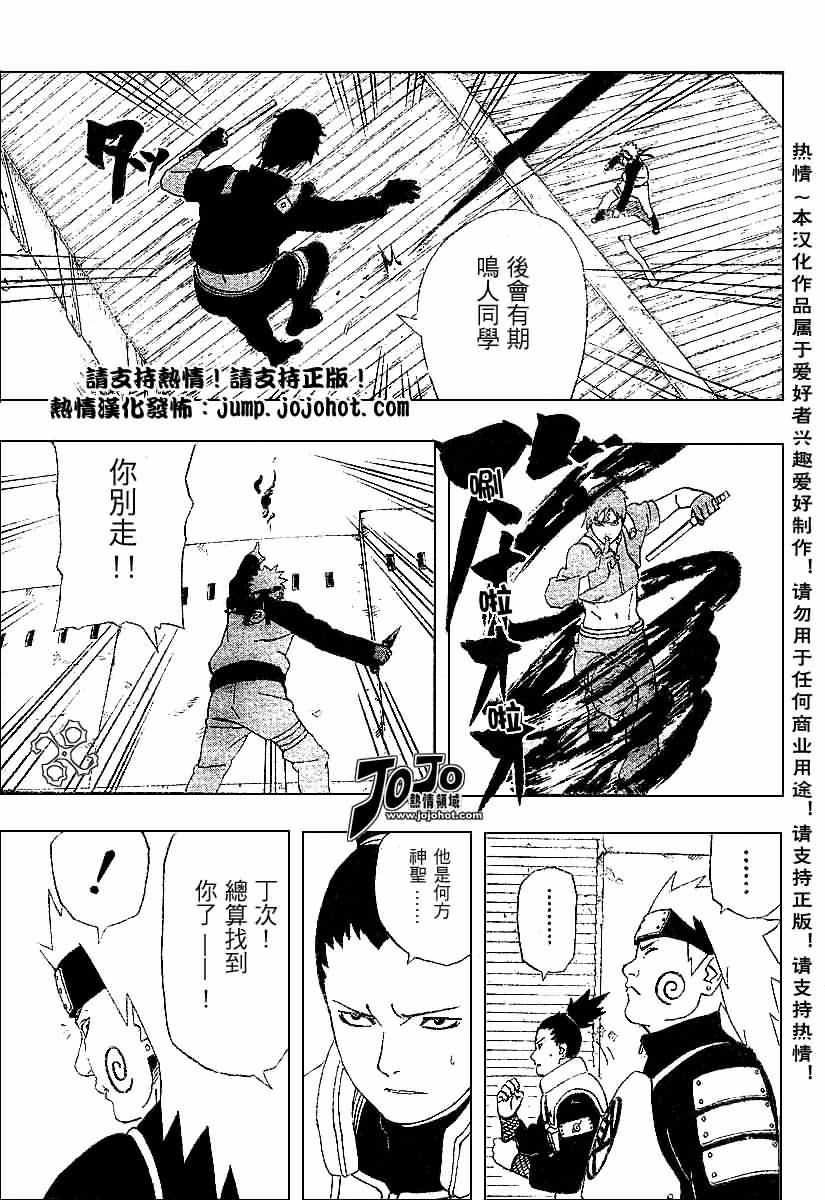 後會有期
鳴人同學
ダッ
請支持熱情！請支持正版！
熱情漢化發怖：jump.jojohot.com
唰
啦
啦
你別走！！
JOJO
熱情領域
www.jojohot.com
………
………
他是何方
神聖……
丁次！
總算找到
你了——！
！
热情~本汉化作品属于爱好者兴趣爱好制作！请勿用于任何商业用途！请支持正版！请支持热情！